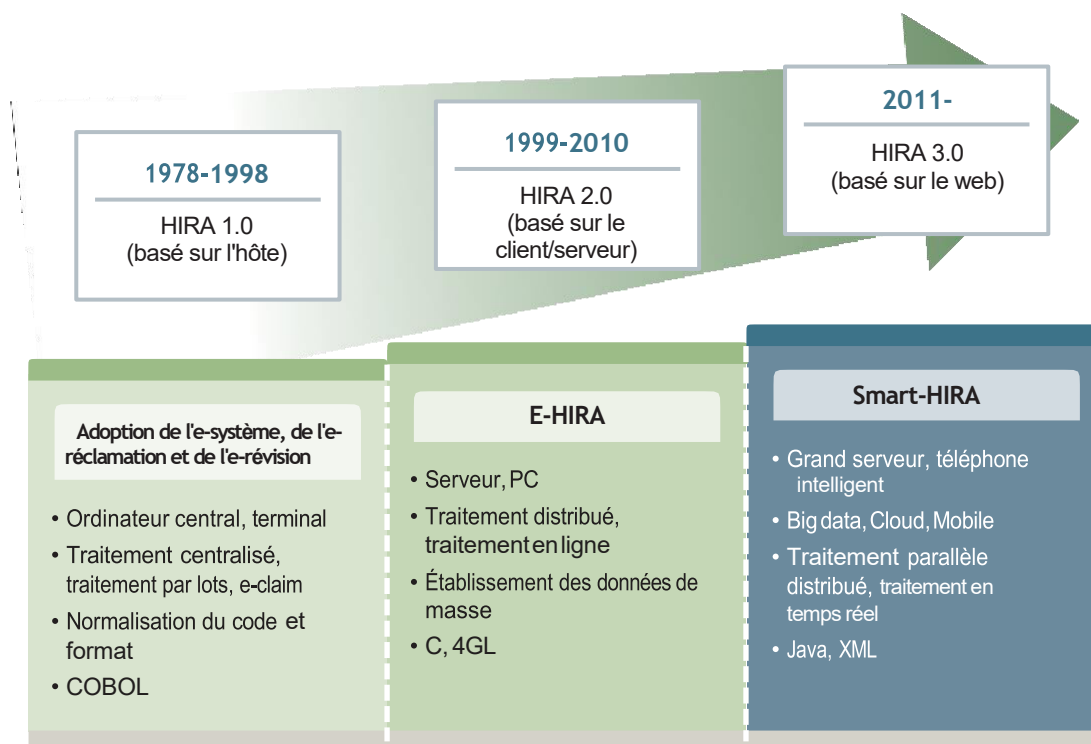 1978-1998
HIRA 1.0
(basé sur l'hôte)
1999-2010
HIRA 2.0
(basé sur le
client/serveur)
2011-
HIRA 3.0
(basé sur le web)
Adoption de l'e-système, de l'e-
réclamation et de l'e-révision
• Ordinateur central, terminal
• Traitement centralisé,
traitement par lots, e-claim
• Normalisation du code et
format
• COBOL
E-HIRA
• Serveur, PC
• Traitement distribué,
traitement en ligne
• Établissement des données de
masse
• C, 4GL
Smart-HIRA
• Grand serveur, téléphone
intelligent
• Big data, Cloud, Mobile
• Traitement parallèle
distribué, traitement en
temps réel
• Java, XML